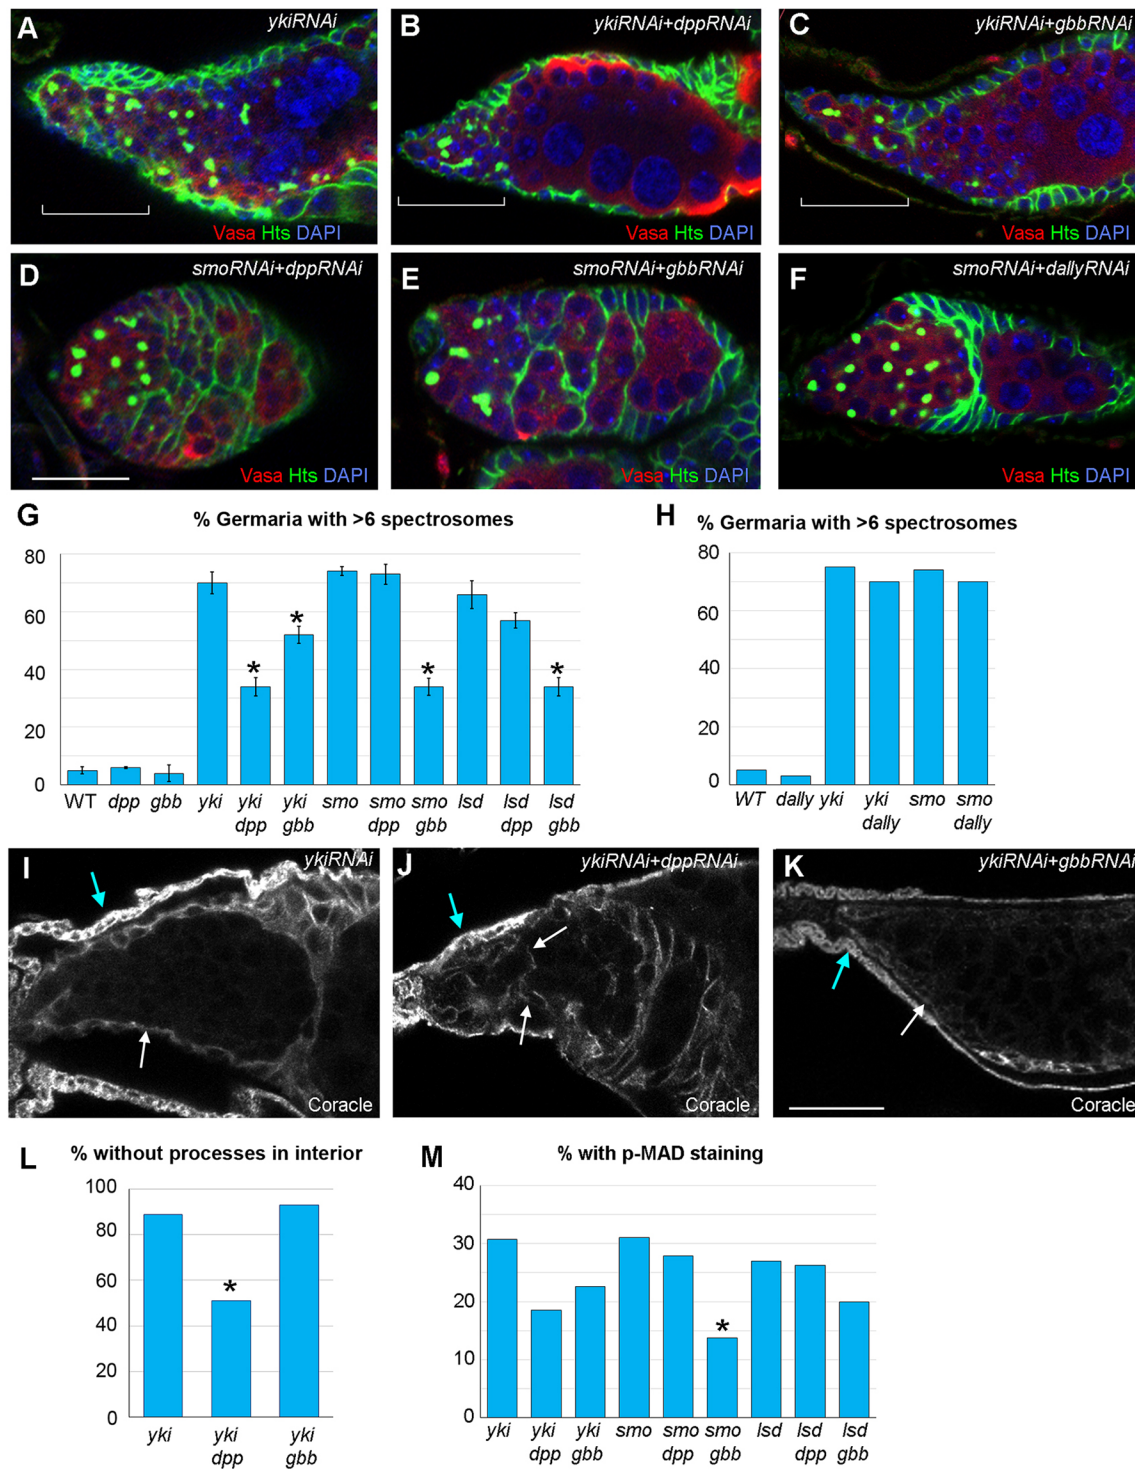 A
ykiRNAi
Vasa Hts DAPI
B
ykiRNAi+dppRNAi
Vasa Hts DAPI
C
ykiRNAi+gbbRNAi
Vasa Hts DAPI
D
smoRNAi+dppRNAi
Vasa Hts DAPI
E
smoRNAi+gbbRNAi
Vasa Hts DAPI
F
smoRNAi+dallyRNAi
Vasa Hts DAPI
G
% Germaria with >6 spectrosomes
80
60
40
20
0
* * * *
WT dpp gbb yki yki yki smo smo smo lsd lsd lsd
dpp gbb dpp gbb dpp gbb
H
% Germaria with >6 spectrosomes
80
60
40
20
0
WT dally yki yki smo smo
dally dally
I
ykiRNAi
Coracle
J
ykiRNAi+dppRNAi
K
ykiRNAi+gbbRNAi
Coracle
L
% without processes in interior
100
80
60
40
20
0
*
yki yki yki
dpp gbb
M
% with p-MAD staining
40
30
20
10
0
*
yki yki yki smo smo smo lsd lsd lsd
dpp gbb dpp gbb dpp gbb